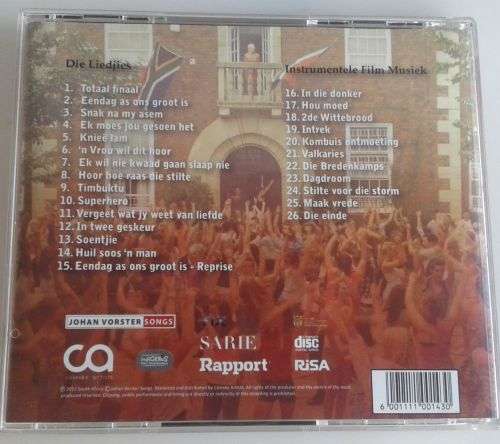 Die Liedjies
1. Totaal finaal
2. Eendag as ons groot is
3. Snak na my asem
4. Ek moes jou gesoen het
5. Knieë lam
6. 'n Vrou wil dit hoor
7. Ek wil nie kwaad gaan slaap nie
8. Hoor hoe raas die stilte
9. Timbuktu
10. Superhero
11. Vergeet wat jy weet van liefde
12. In twee geskeur
13. Soentjie
14. Huil soos 'n man
15. Eendag as ons groot is - Reprise
Instrumentele Film Musiek
16. In die donker
17. Hou moed
18. 2de Wittebrood
19. Intrek
20. Kombuis ontmoeting
21. Valkaries
22. Die Bredenkamps
23. Dagdroom
24. Stilte voor die storm
25. Maak vrede
26. Die einde
JOHAN VORSTER SONGS
SARIE
Rapport
disc
RiSA
ca
6 001111 001430